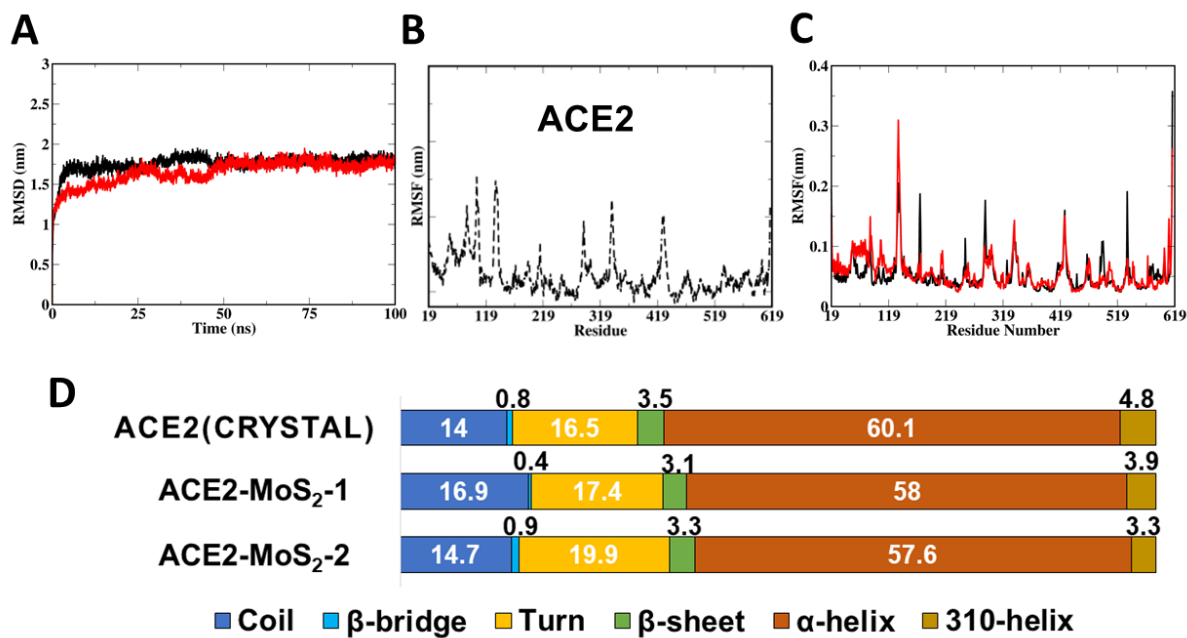 A
B
C
3
2.5
2
1.5
1
0.5
0
RMSD (nm)
0
25
50
75
100
Time (ns)
ACE2
RMSF (nm)
19
119
219
319
419
519
619
Residue
0.4
0.3
0.2
0.1
0
RMSF(nm)
19
119
219
319
419
519
619
Residue Number
D
0.8
3.5
4.8
ACE2(CRYSTAL)
14
16.5
60.1
0.4
3.1
3.9
ACE2-MoS₂-1
16.9
17.4
58
0.9
3.3
3.3
ACE2-MoS₂-2
14.7
19.9
57.6
Coil
β-bridge
Turn
β-sheet
α-helix
310-helix